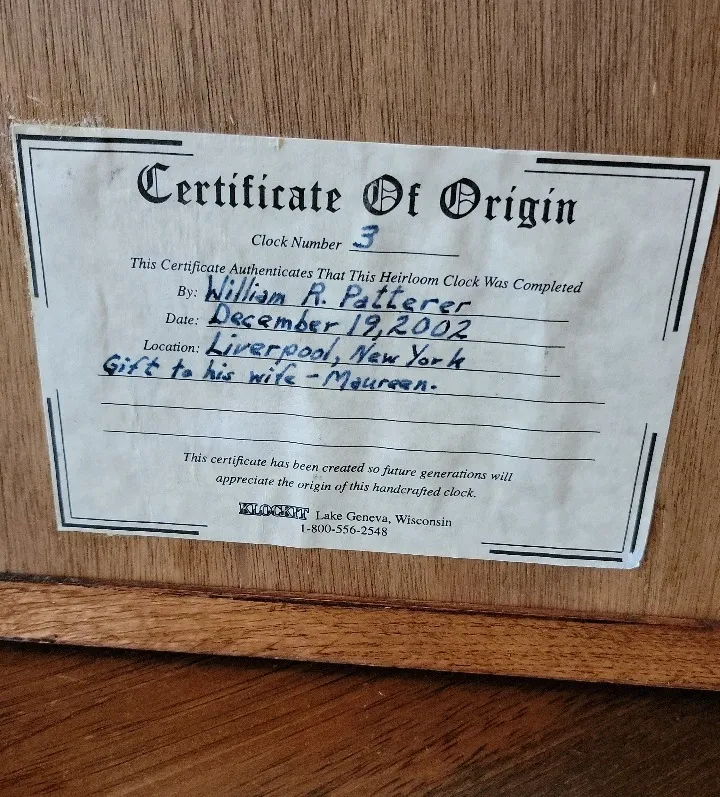 Certificate Of Origin
Clock Number 3
This Certificate Authenticates That This Heirloom Clock Was Completed
By: William R. Patterer
Date: December 19, 2002
Location: Liverpool, New York
Gift to his wife - Maureen.
This certificate has been created so future generations will
appreciate the origin of this handcrafted clock.
KLOCKIT Lake Geneva, Wisconsin
1-800-556-2548